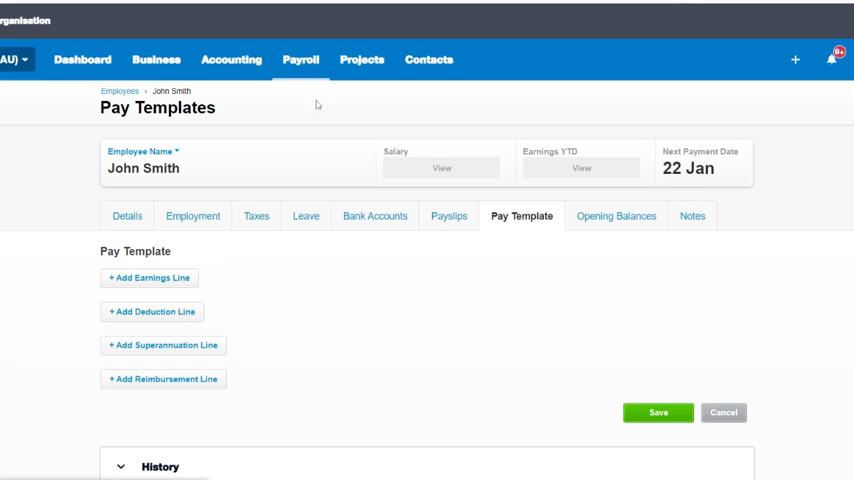 rganisation
AU)
Dashboard Business Accounting Payroll Projects Contacts + 9+
Employees › John Smith
Pay Templates
Employee Name Salary Earnings YTD Next Payment Date
John Smith View View 22 Jan
Details Employment Taxes Leave Bank Accounts Payslips Pay Template Opening Balances Notes
Pay Template
+ Add Earnings Line
+ Add Deduction Line
+ Add Superannuation Line
+ Add Reimbursement Line
Save Cancel
History